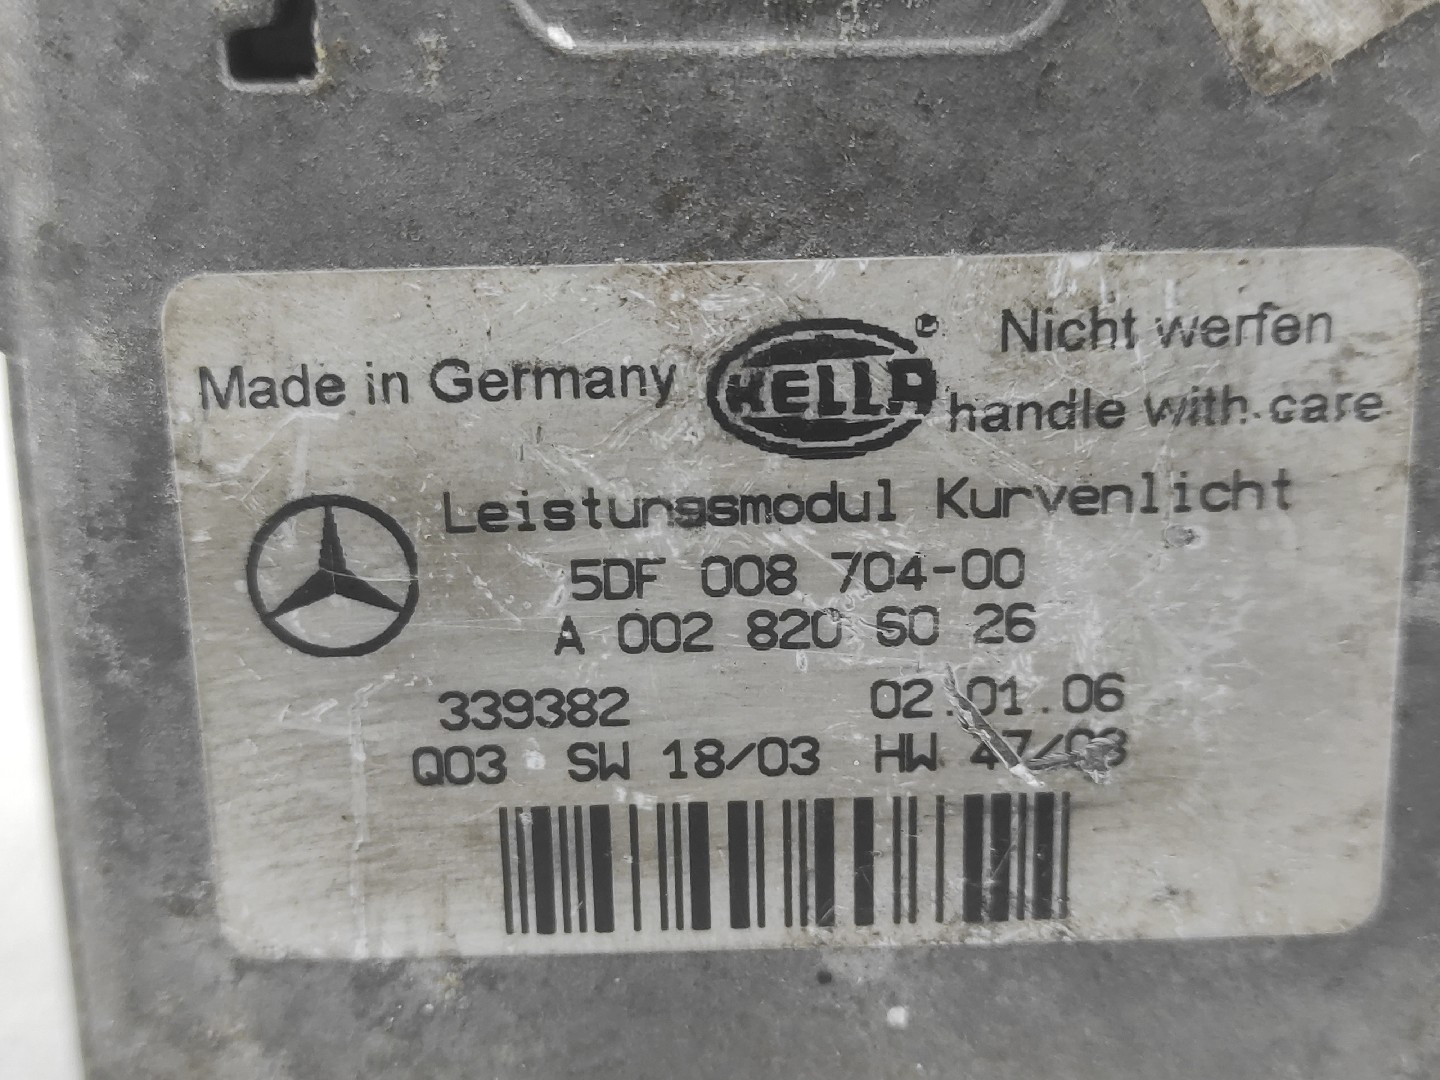 Made in Germany HELLA ® Nicht werfen
handle with care
Leistungsmodul Kurvenlicht
5DF 008 704-00
A 002 820 60 26
339382 02.01.06
Q03 SW 18/03 HW 47/03